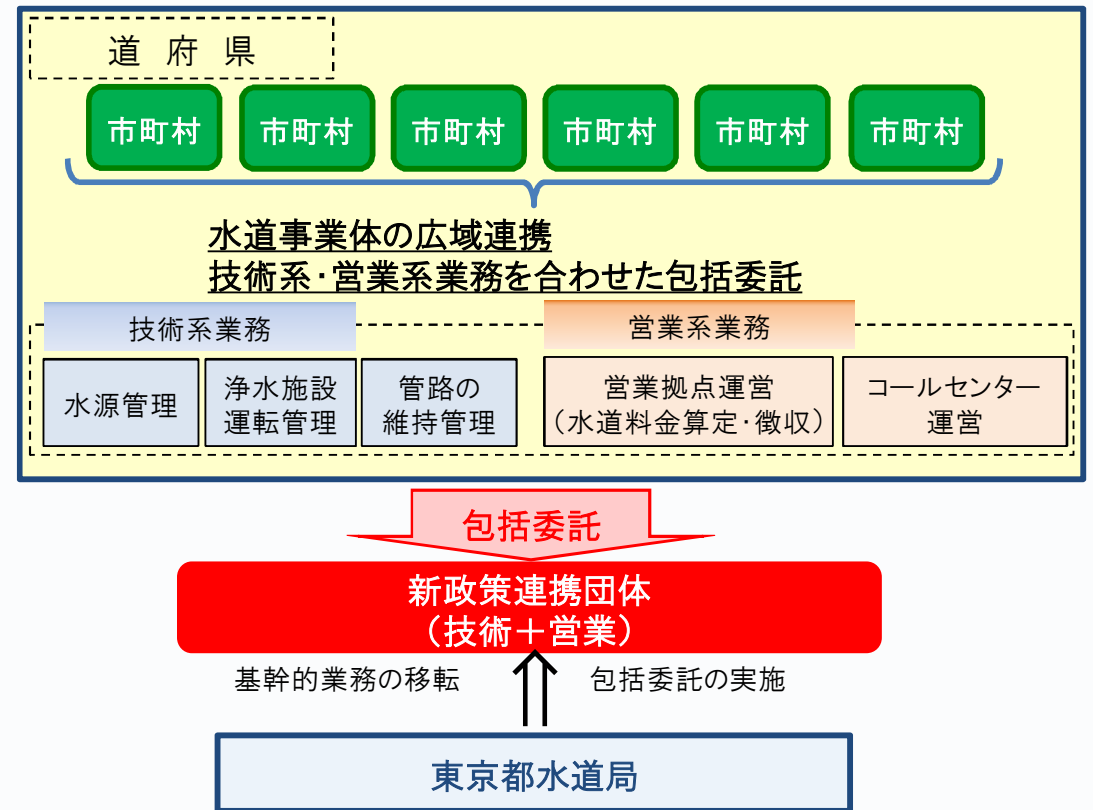 道 府 県
市町村
市町村
市町村
市町村
市町村
市町村
水道事業体の広域連携
技術系・営業系業務を合わせた包括委託
技術系業務
営業系業務
水源管理
浄水施設
運転管理
管路の
維持管理
営業拠点運営
（水道料金算定・徴収）
コールセンター
運営
包括委託
新政策連携団体
（技術＋営業）
基幹的業務の移転
包括委託の実施
東京都水道局